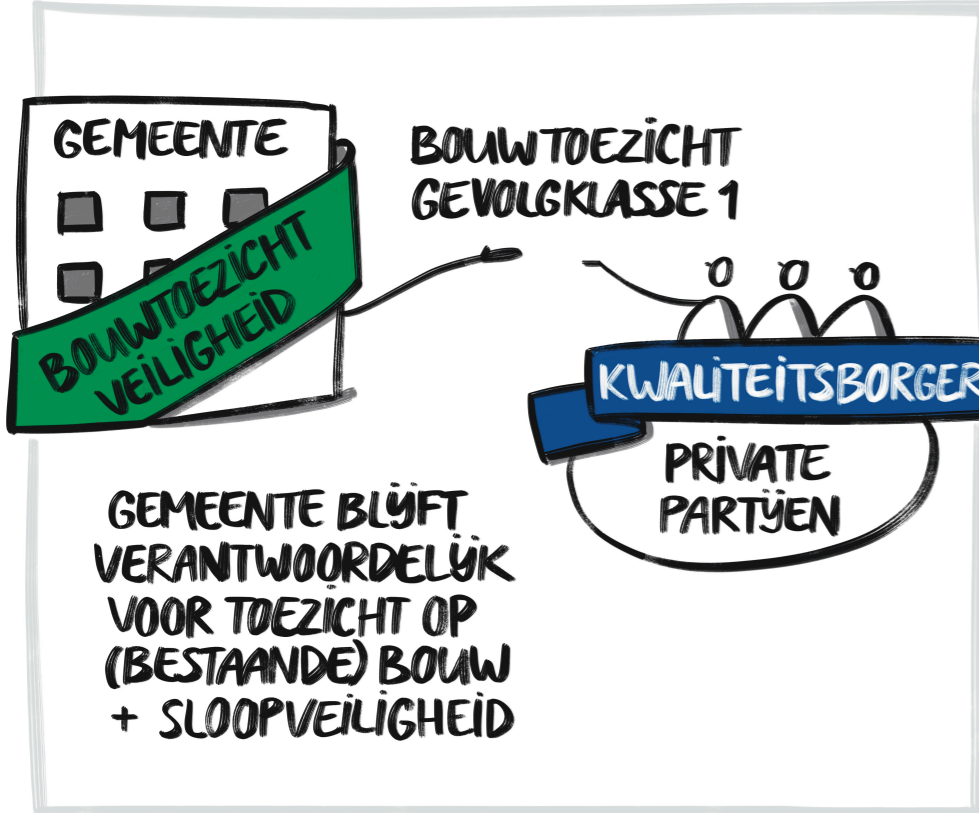 GEMEENTE
BOUWTOEZICHT
VEILIGHEID
BOUWTOEZICHT
GEVOLGKLASSE 1
KWALITEITSBORGER
PRIVATE
PARTIJEN
GEMEENTE BLIJFT
VERANTWOORDELIJK
VOOR TOEZICHT OP
(BESTAANDE) BOUW
+ SLOOPVEILIGHEID